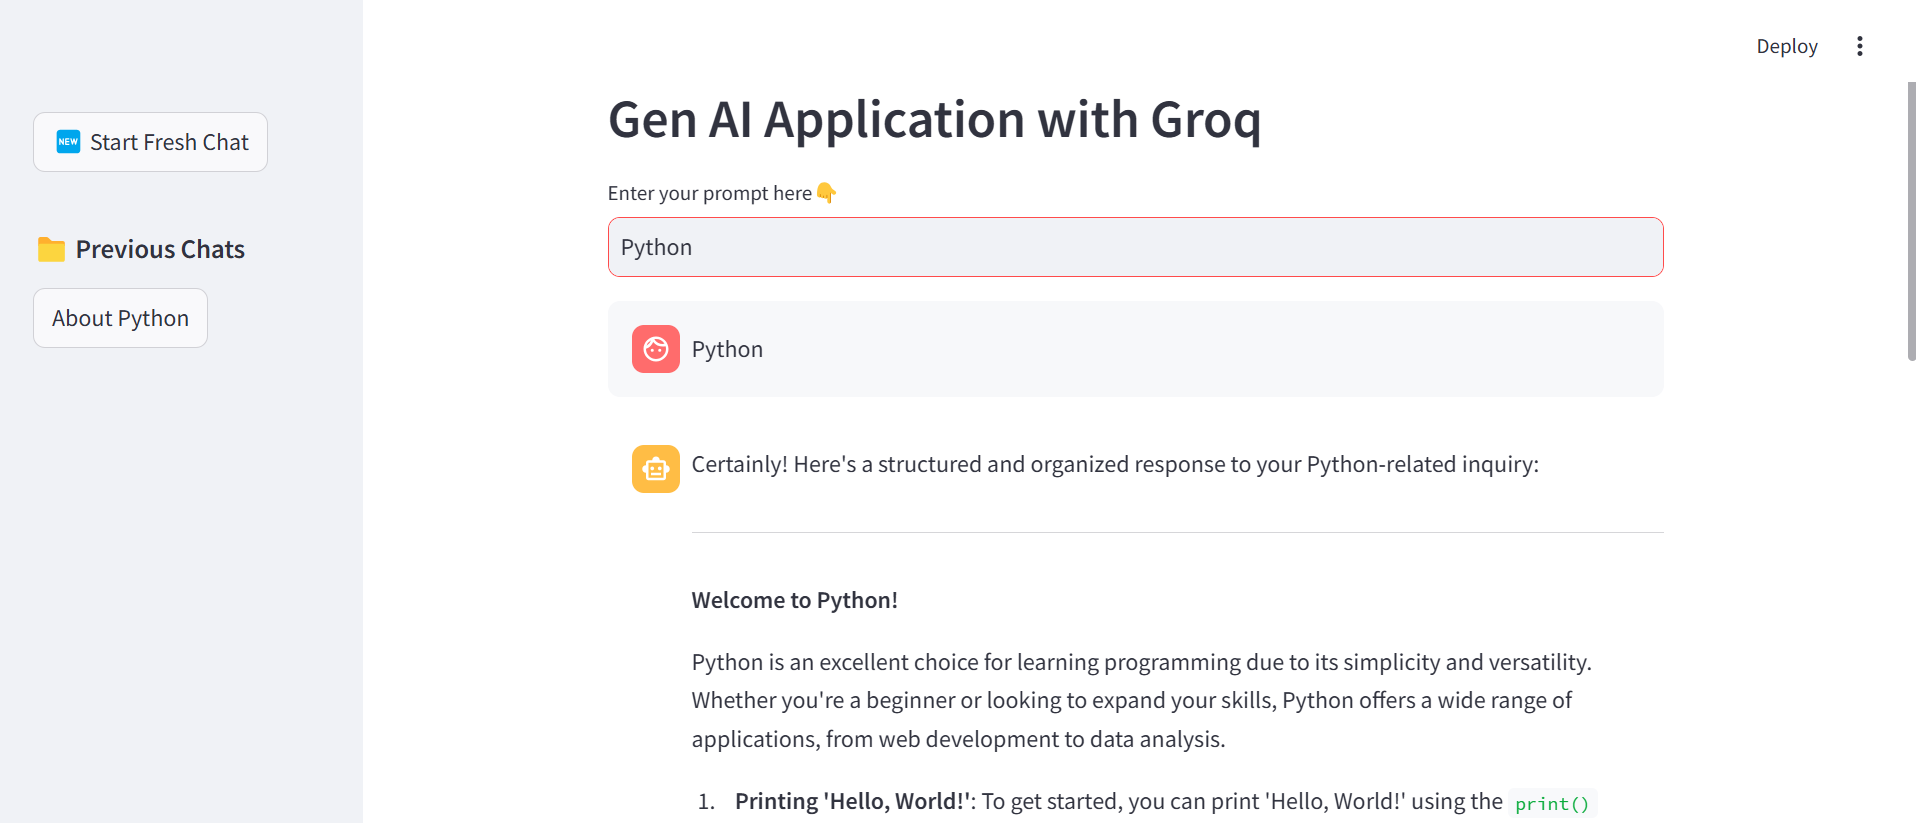 Deploy
NEW Start Fresh Chat
Previous Chats
About Python
Gen AI Application with Groq
Enter your prompt here
Python
Python
Certainly! Here's a structured and organized response to your Python-related inquiry:
Welcome to Python!
Python is an excellent choice for learning programming due to its simplicity and versatility.
Whether you're a beginner or looking to expand your skills, Python offers a wide range of
applications, from web development to data analysis.
1. Printing 'Hello, World!': To get started, you can print 'Hello, World!' using the print()